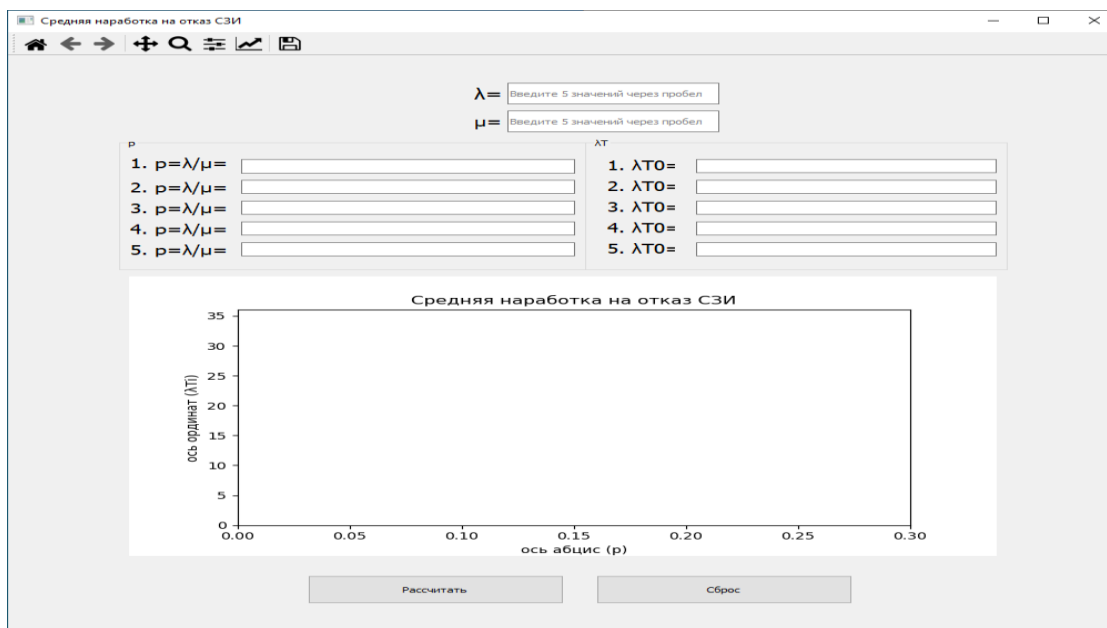 Средняя наработка на отказ СЗИ
λ= Введите 5 значений через пробел
μ= Введите 5 значений через пробел
p
1. p=λ/μ=
2. p=λ/μ=
3. p=λ/μ=
4. p=λ/μ=
5. p=λ/μ=
λT
1. λT0=
2. λT0=
3. λT0=
4. λT0=
5. λT0=
Средняя наработка на отказ СЗИ
ось ординат (λTi)
35
30
25
20
15
10
5
0
0.00 0.05 0.10 0.15 0.20 0.25 0.30
ось абцис (p)
Рассчитать Сброс